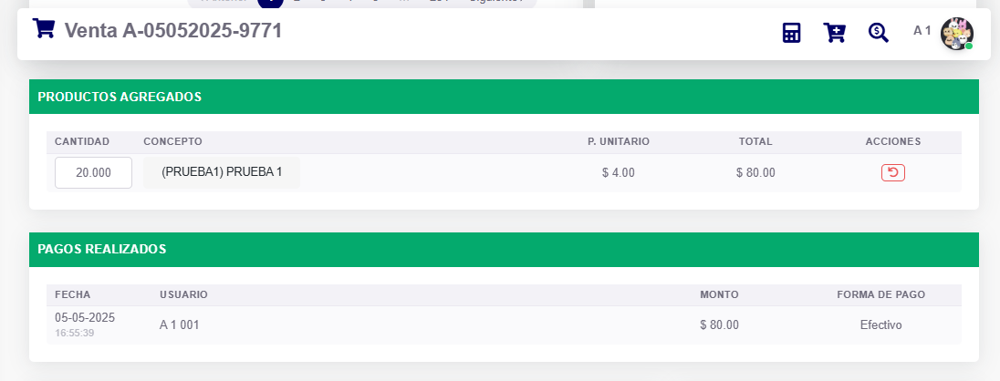 Venta A-05052025-9771
A 1
PRODUCTOS AGREGADOS
CANTIDAD CONCEPTO P. UNITARIO TOTAL ACCIONES
20.000 (PRUEBA1) PRUEBA 1 $ 4.00 $ 80.00
PAGOS REALIZADOS
FECHA USUARIO MONTO FORMA DE PAGO
05-05-2025 A 1 001 $ 80.00 Efectivo
16:55:39